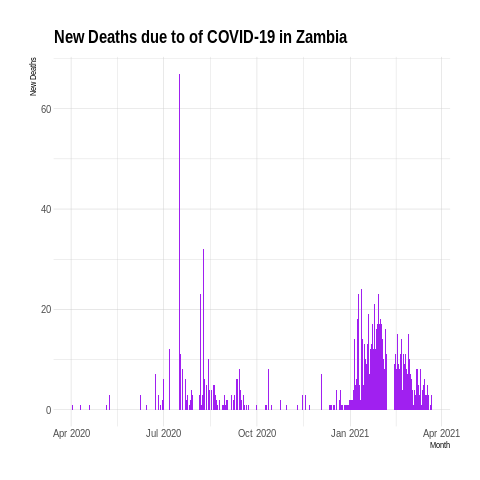 New Deaths due to of COVID-19 in Zambia
New Deaths
60
40
20
0
Apr 2020 Jul 2020 Oct 2020 Jan 2021 Apr 2021
Month